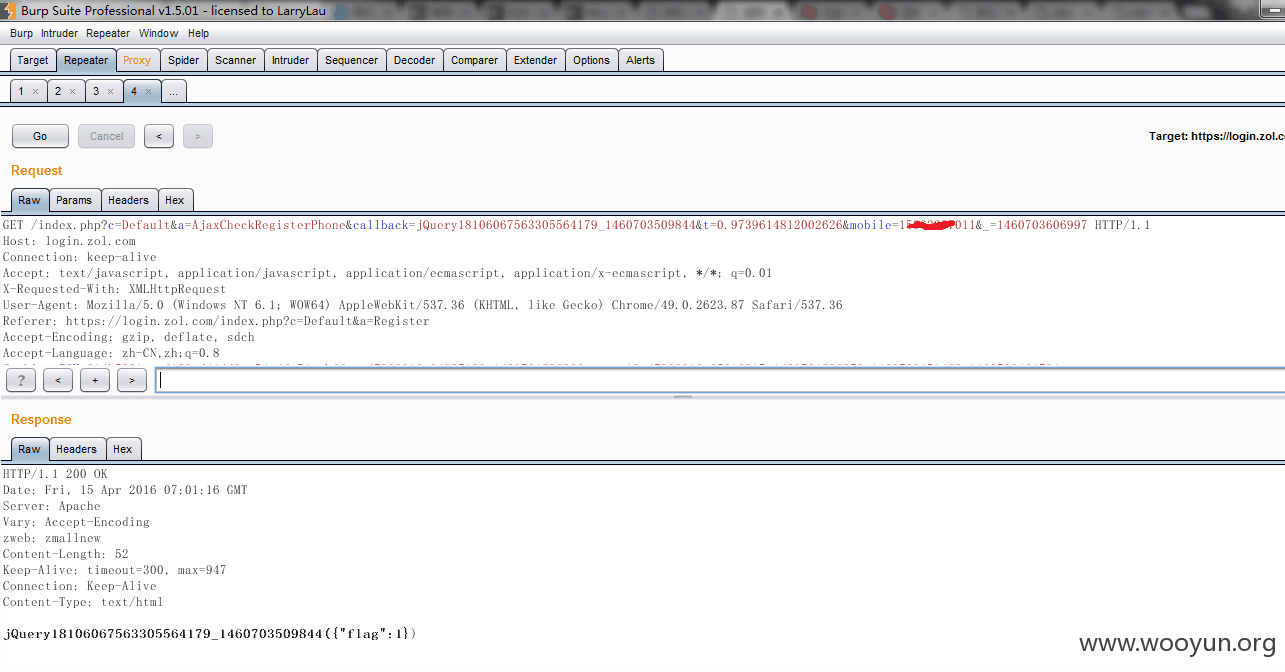 Burp Suite Professional v1.5.01 - licensed to LarryLau
Burp Intruder Repeater Window Help
Target Repeater Proxy Spider Scanner Intruder Sequencer Decoder Comparer Extender Options Alerts
1 × 2 × 3 × 4 × ...
Go Cancel < >
Target: https://login.zol.c
Request
Raw Params Headers Hex
GET /index.php?c=Default&a=AjaxCheckRegisterPhone&callback=jQuery18106067563305564179_1460703509844&t=0.9739614812002626&mobile=15 011&_=1460703606997 HTTP/1.1
Host: login.zol.com
Connection: keep-alive
Accept: text/javascript, application/javascript, application/ecmascript, application/x-ecmascript, */*; q=0.01
X-Requested-With: XMLHttpRequest
User-Agent: Mozilla/5.0 (Windows NT 6.1; WOW64) AppleWebKit/537.36 (KHTML, like Gecko) Chrome/49.0.2623.87 Safari/537.36
Referer: https://login.zol.com/index.php?c=Default&a=Register
Accept-Encoding: gzip, deflate, sdch
Accept-Language: zh-CN,zh;q=0.8
? < + >
Response
Raw Headers Hex
HTTP/1.1 200 OK
Date: Fri, 15 Apr 2016 07:01:16 GMT
Server: Apache
Vary: Accept-Encoding
zweb: zmallnew
Content-Length: 52
Keep-Alive: timeout=300, max=947
Connection: Keep-Alive
Content-Type: text/html
jQuery18106067563305564179_1460703509844({"flag":1})
www.wooyun.org